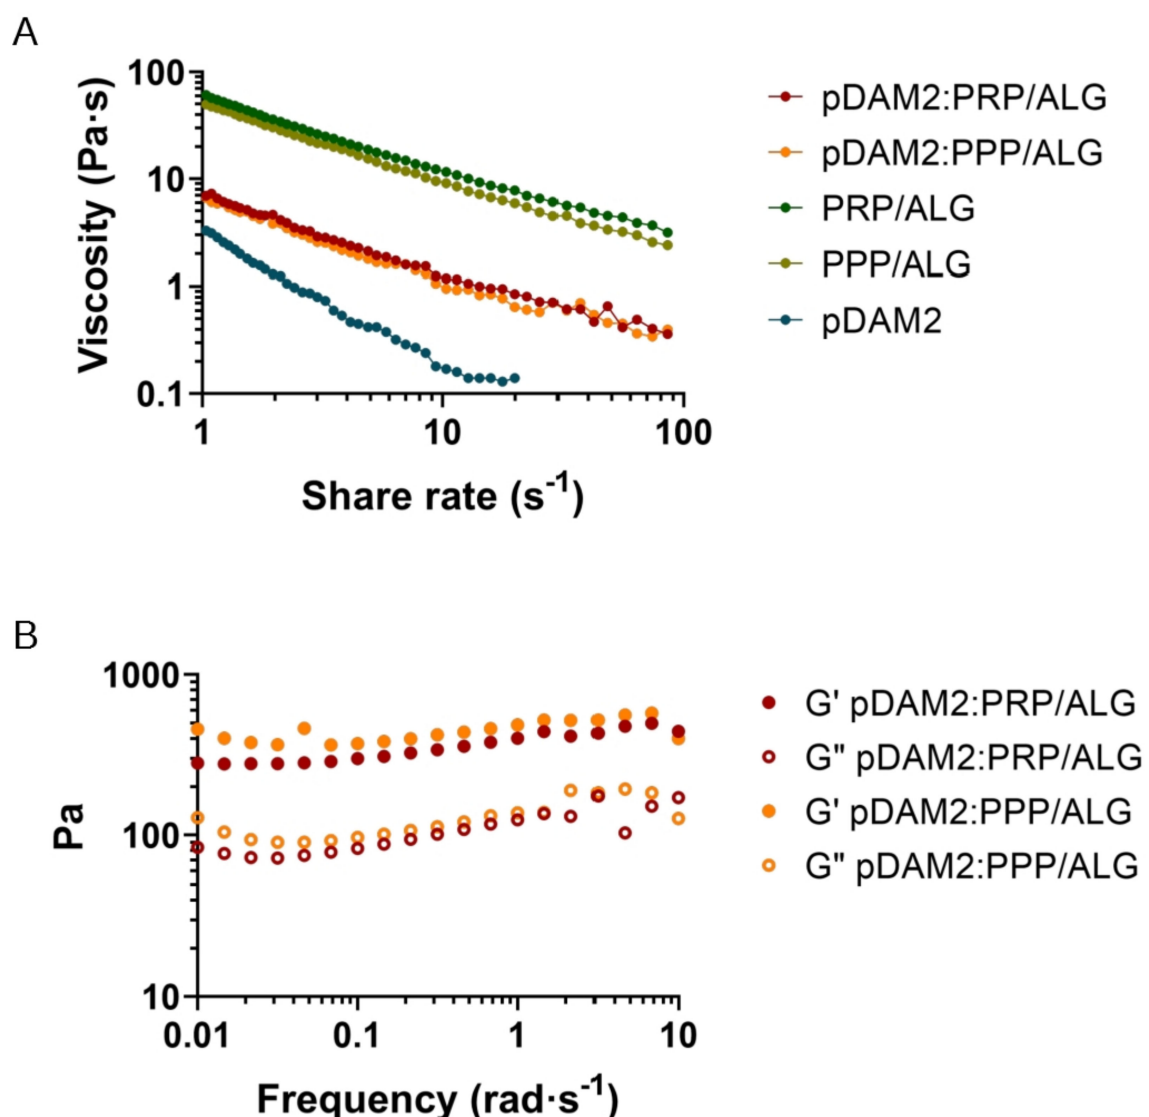 A
100
10
1
0.1
Viscosity (Pa·s)
1 10 100
Share rate (s-1)
pDAM2:PRP/ALG
pDAM2:PPP/ALG
PRP/ALG
PPP/ALG
pDAM2
B
1000
100
10
Pa
0.01 0.1 1 10
Frequency (rad·s-1)
G' pDAM2:PRP/ALG
G" pDAM2:PRP/ALG
G' pDAM2:PPP/ALG
G" pDAM2:PPP/ALG